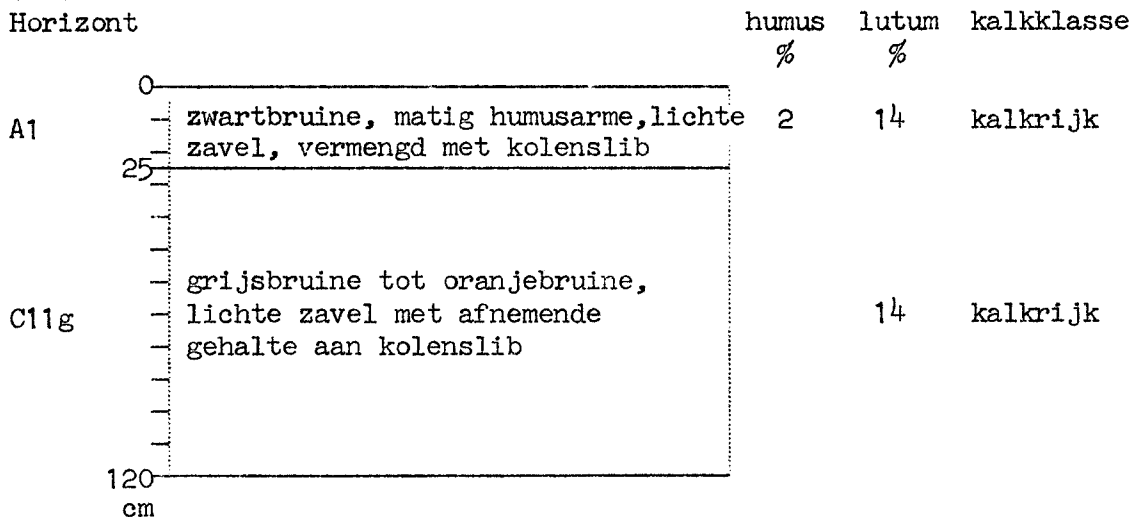 Horizont humus lutum kalkklasse
% %
0
A1 zwartbruine, matig humusarme,lichte 2 14 kalkrijk
zavel, vermengd met kolenslib
25
grijsbruine tot oranjebruine,
C11g lichte zavel met afnemende 14 kalkrijk
gehalte aan kolenslib
120
cm